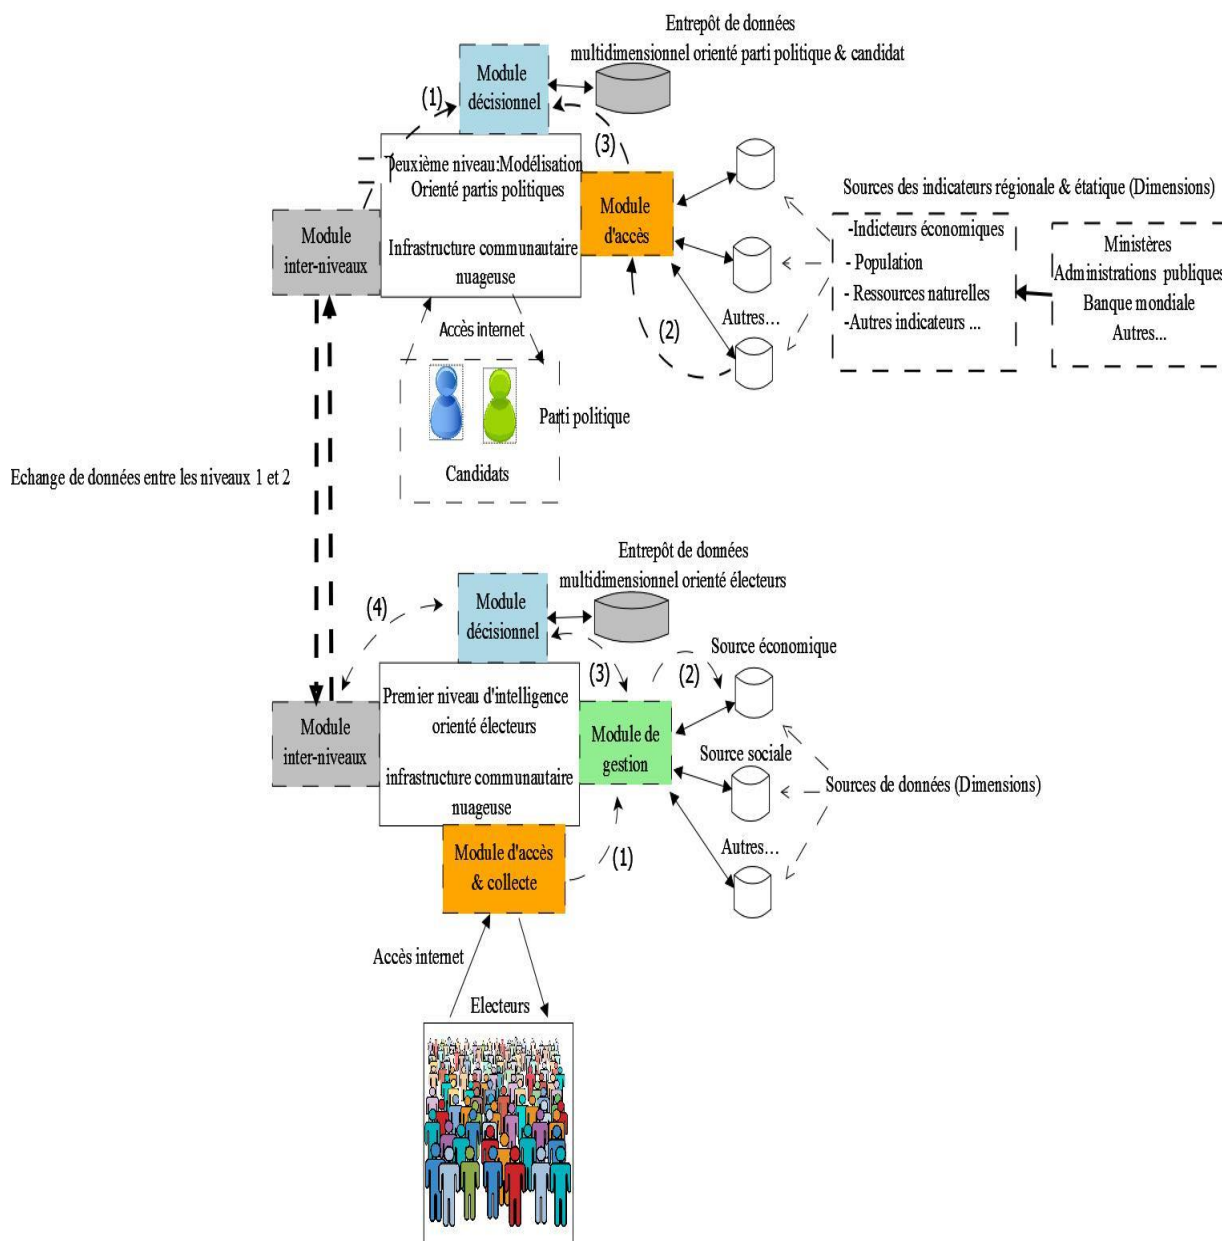 Entrepôt de données
multidimensionnel orienté parti politique & candidat
Module
décisionnel
(1)
(3)
Deuxième niveau:Modélisation
Orienté partis politiques
Infrastructure communautaire
nuageuse
Module
d'accès
Module
inter-niveaux
Sources des indicateurs régionale & étatique (Dimensions)
-Indicteurs économiques
- Population
- Ressources naturelles
-Autres indicateurs ...
Ministères
Administrations publiques
Banque mondiale
Autres...
Autres...
(2)
Accès internet
Parti politique
Candidats
Echange de données entre les niveaux 1 et 2
Entrepôt de données
multidimensionnel orienté électeurs
Module
décisionnel
(4)
(3)
(2)
Source économique
Premier niveau d'intelligence
orienté électeurs
infrastructure communautaire
nuageuse
Module
inter-niveaux
Module de
gestion
Source sociale
Sources de données (Dimensions)
Autres...
Module d'accès
& collecte
(1)
Accès internet
Electeurs